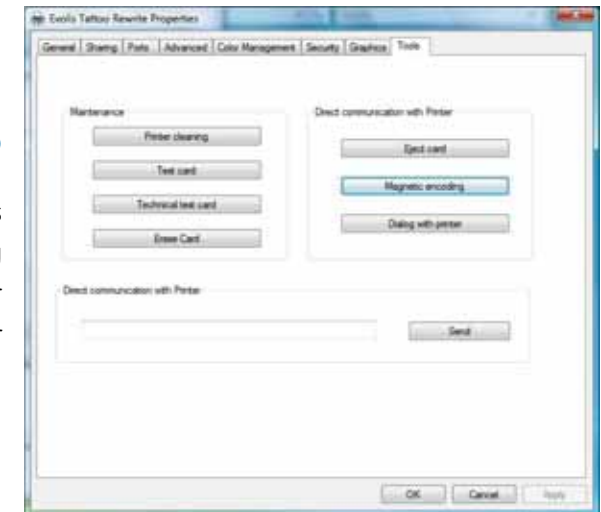 Evolis Tattoo Rewrite Properties
General Sharing Ports Advanced Color Management Security Graphics Tools
Maintenance
Printer cleaning
Test card
Technical test card
Erase Card
Direct communication with Printer
Eject card
Magnetic encoding
Dialog with printer
Direct communication with Printer
Send
OK Cancel Apply